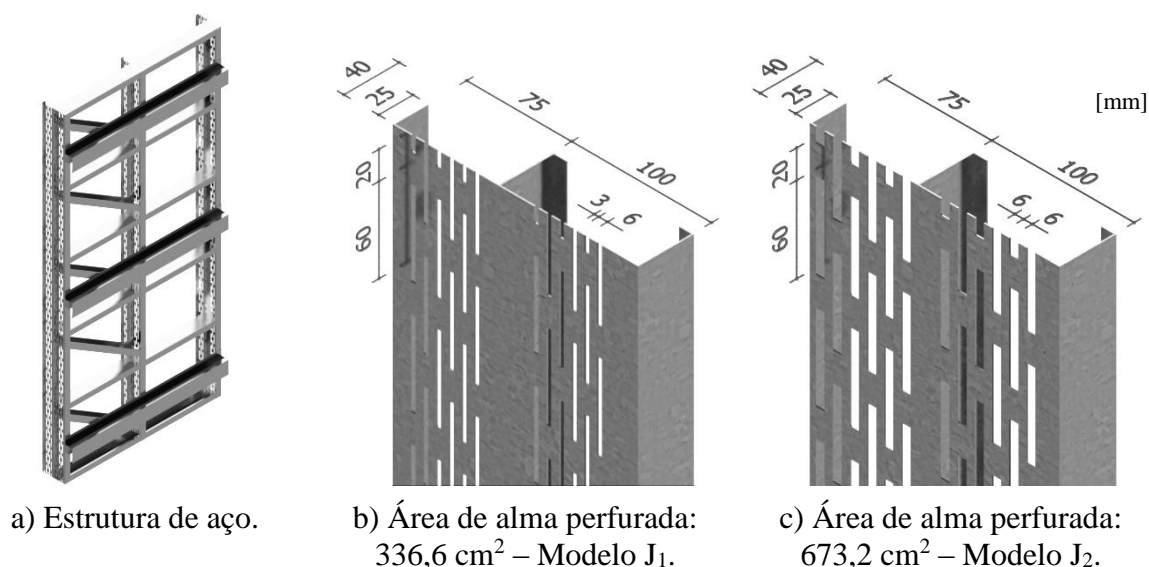 40
25
75
100
20
60
3 6
40
25
75
100
20
60
6 6
[mm]
a) Estrutura de aço.
b) Área de alma perfurada:
336,6 cm² – Modelo J₁.
c) Área de alma perfurada:
673,2 cm² – Modelo J₂.